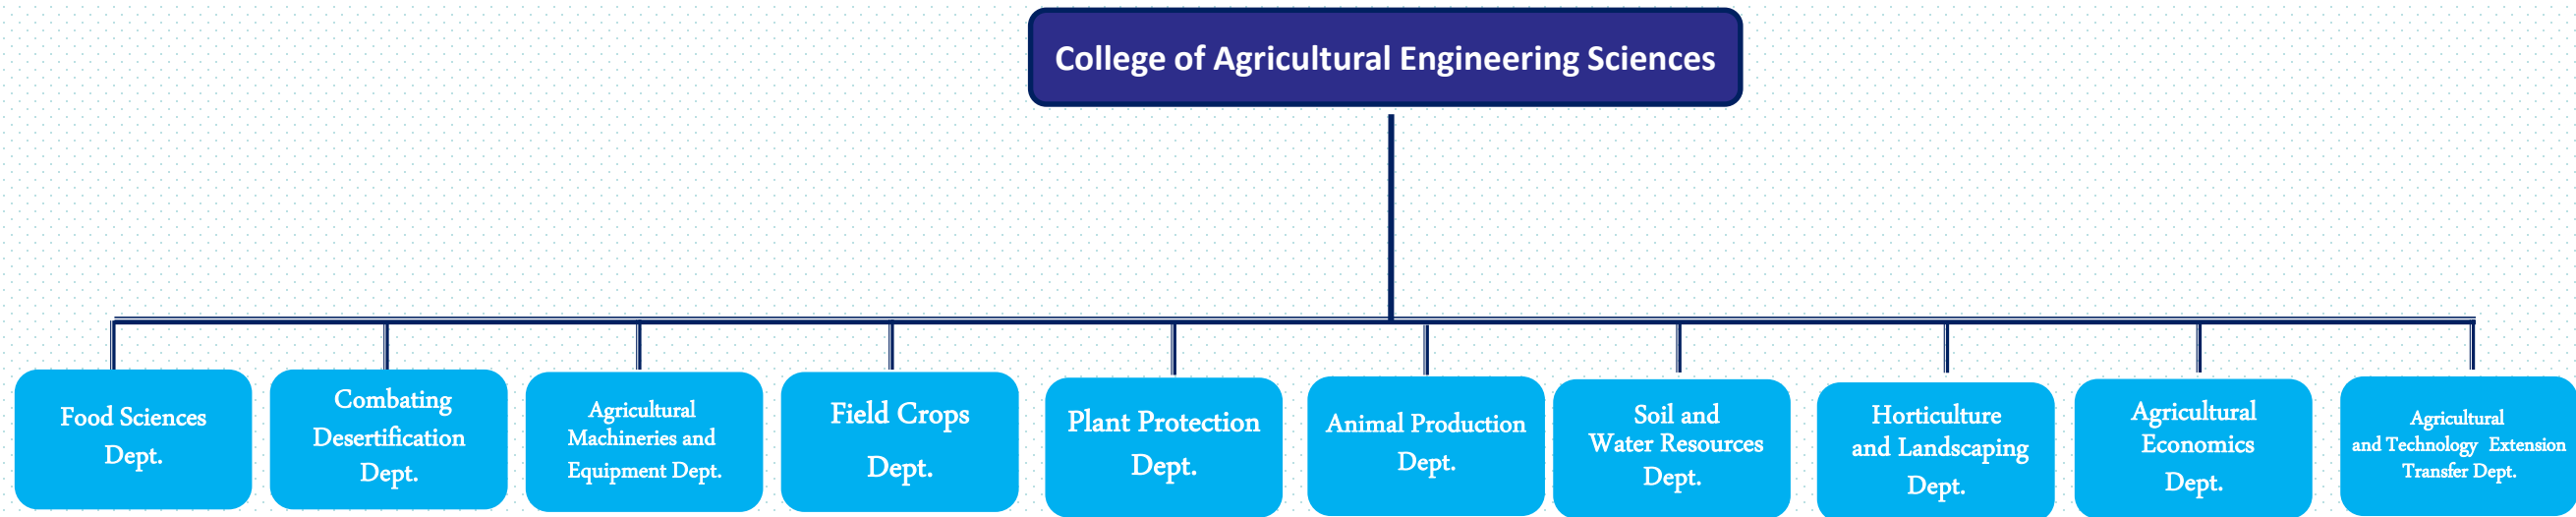 College of Agricultural Engineering Sciences
Food Sciences
Dept.
Combating
Desertification
Dept.
Agricultural
Machineries and
Equipment Dept.
Field Crops
Dept.
Plant Protection
Dept.
Animal Production
Dept.
Soil and
Water Resources
Dept.
Horticulture
and Landscaping
Dept.
Agricultural
Economics
Dept.
Agricultural
and Technology Extension
Transfer Dept.